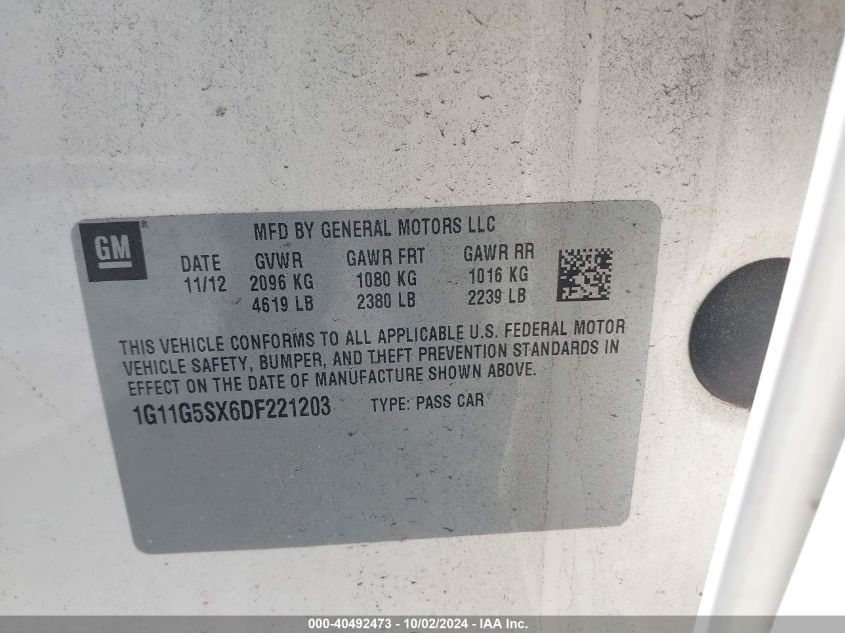 GM
MFD BY GENERAL MOTORS LLC
DATE GVWR GAWR FRT GAWR RR
11/12 2096 KG 1080 KG 1016 KG
4619 LB 2380 LB 2239 LB
THIS VEHICLE CONFORMS TO ALL APPLICABLE U.S. FEDERAL MOTOR
VEHICLE SAFETY, BUMPER, AND THEFT PREVENTION STANDARDS IN
EFFECT ON THE DATE OF MANUFACTURE SHOWN ABOVE.
1G11G5SX6DF221203 TYPE: PASS CAR
000-40492473 - 10/02/2024 - IAA Inc.